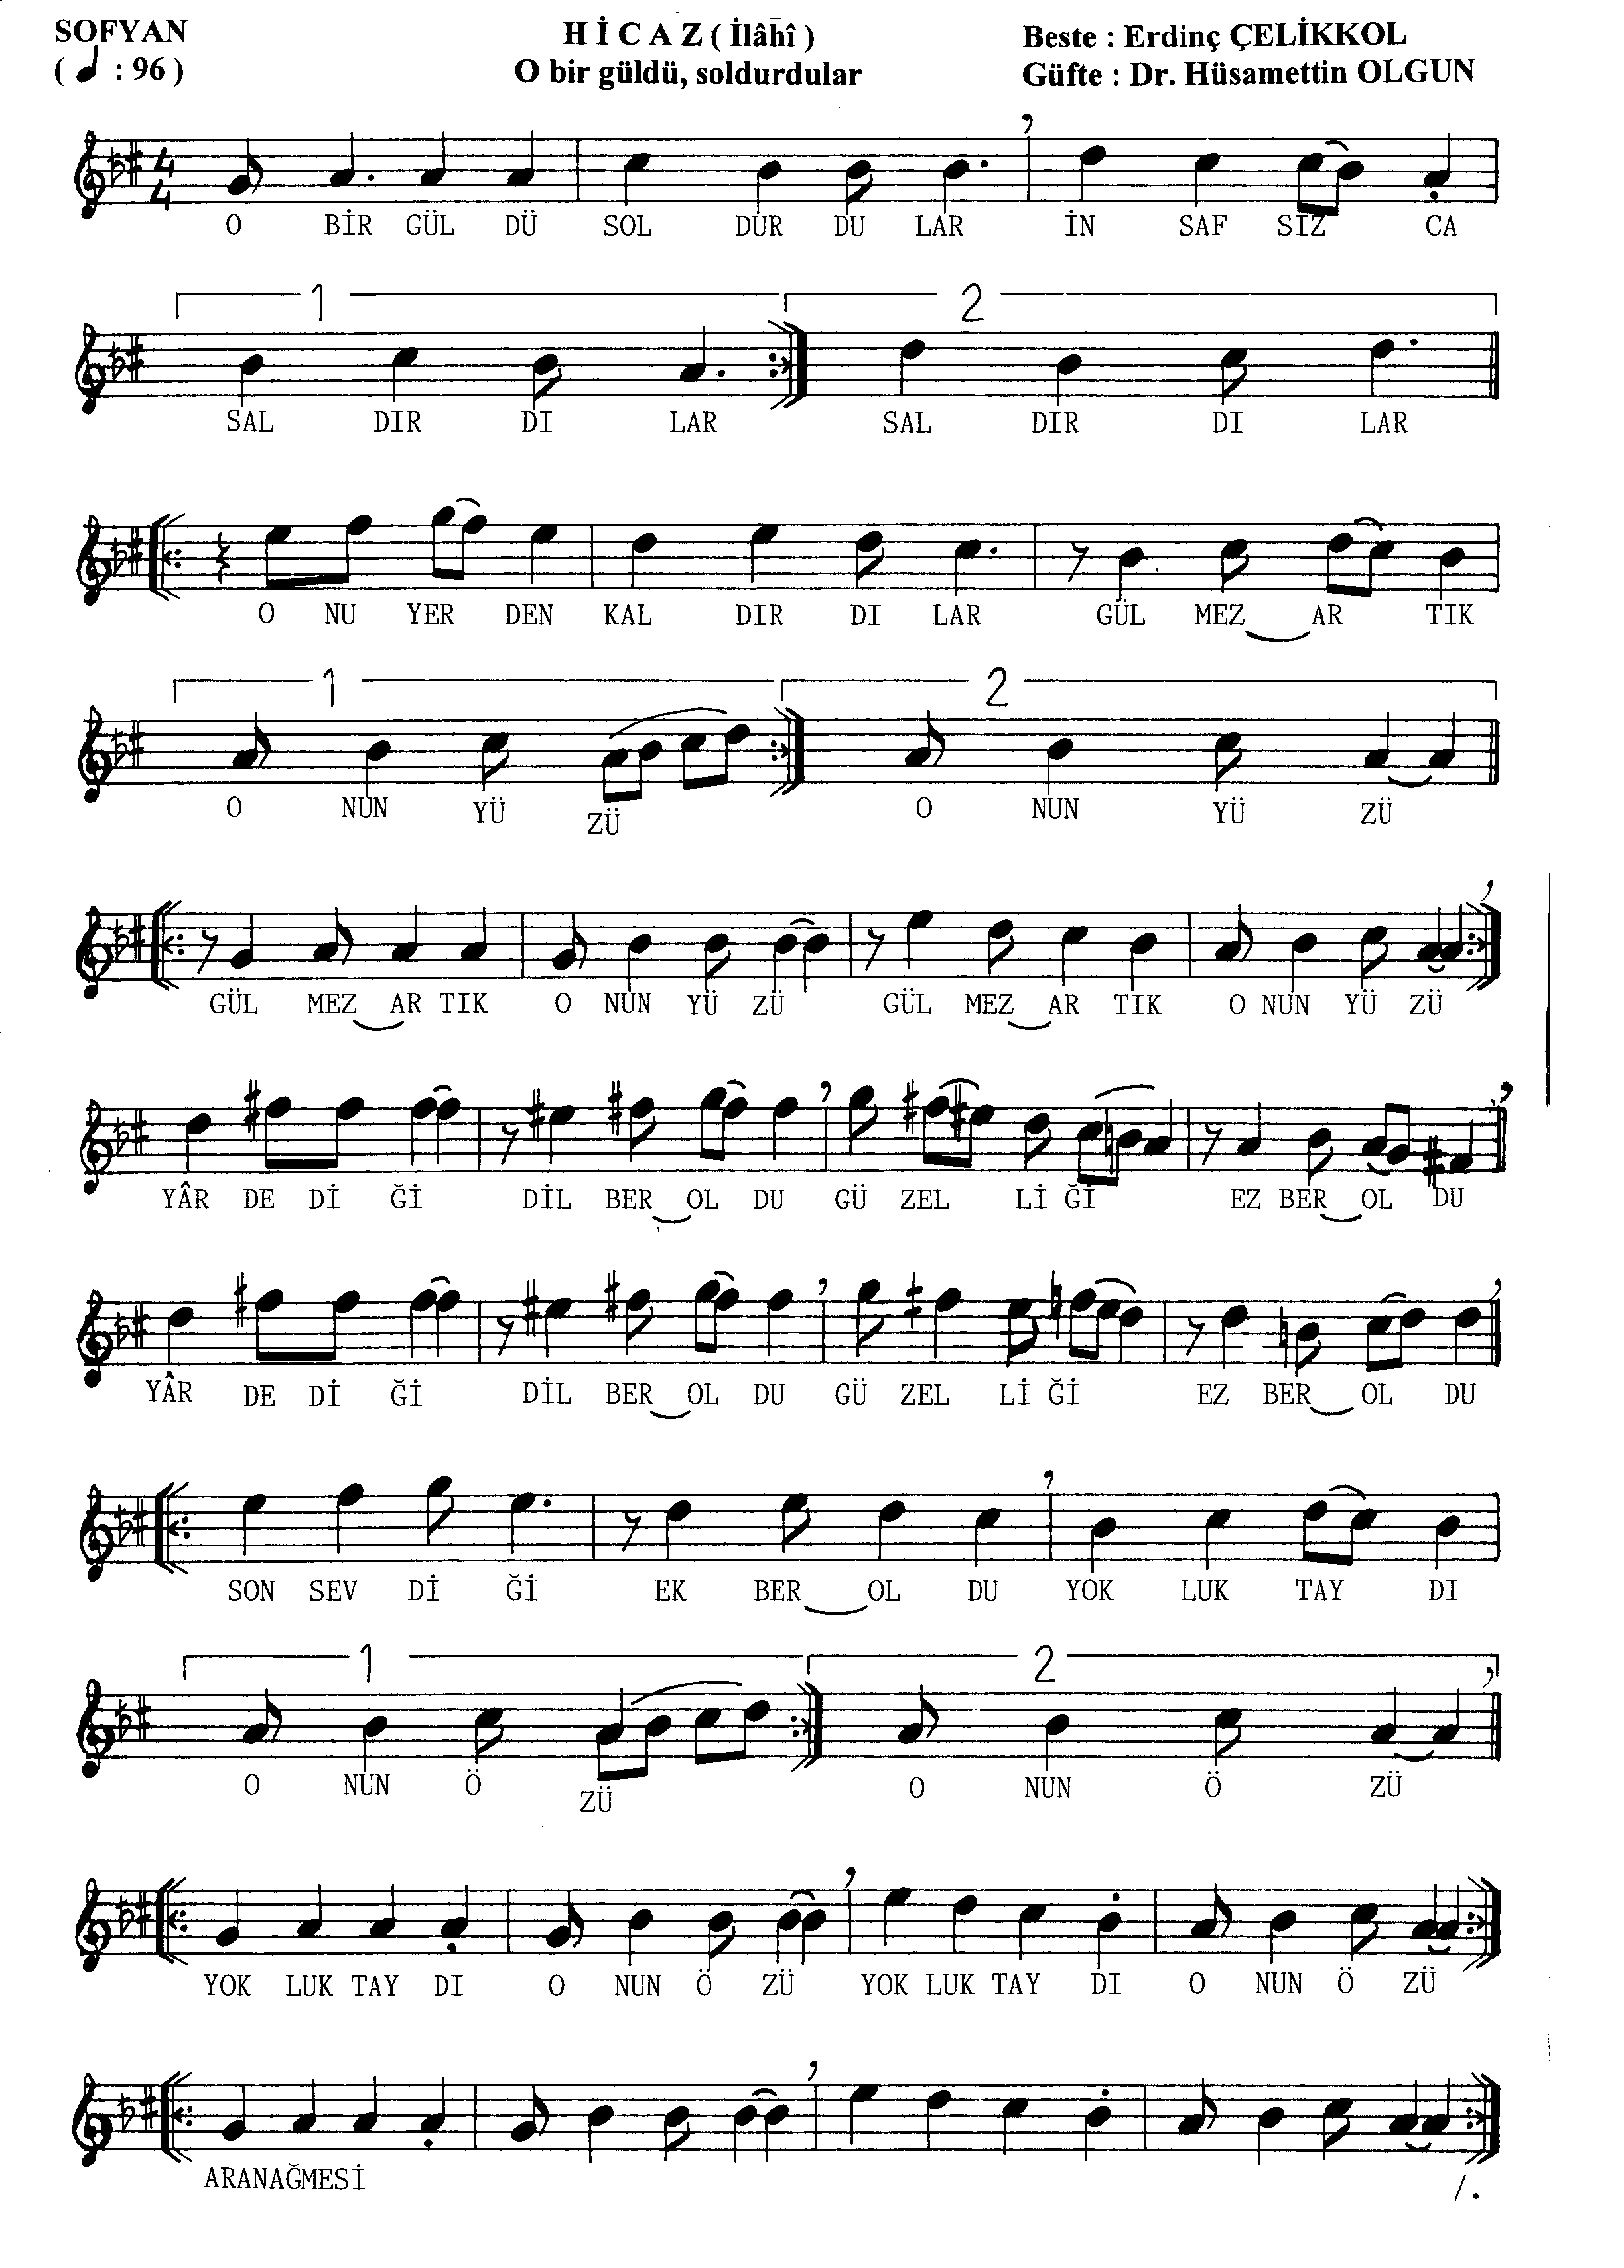 SOFYAN
( ♩ : 96 )
H İ C A Z ( İlâhî )
O bir güldü, soldurdular
Beste : Erdinç ÇELİKKOL
Güfte : Dr. Hüsamettin OLGUN
4
4
O BİR GÜL DÜ SOL DUR DU LAR İN SAF SIZ CA
1 2
SAL DIR DI LAR SAL DIR DI LAR
O NU YER DEN KAL DIR DI LAR GÜL MEZ AR TIK
1 2
O NUN YÜ ZÜ O NUN YÜ ZÜ
GÜL MEZ AR TIK O NUN YÜ ZÜ GÜL MEZ AR TIK O NUN YÜ ZÜ
YÂR DE Dİ Ğİ DİL BER OL DU GÜ ZEL Lİ Ğİ EZ BER OL DU
YÂR DE Dİ Ğİ DİL BER OL DU GÜ ZEL Lİ Ğİ EZ BER OL DU
SON SEV Dİ Ğİ EK BER OL DU YOK LUK TAY DI
1 2
O NUN Ö ZÜ O NUN Ö ZÜ
YOK LUK TAY DI O NUN Ö ZÜ YOK LUK TAY DI O NUN Ö ZÜ
ARANAĞMESİ
/.